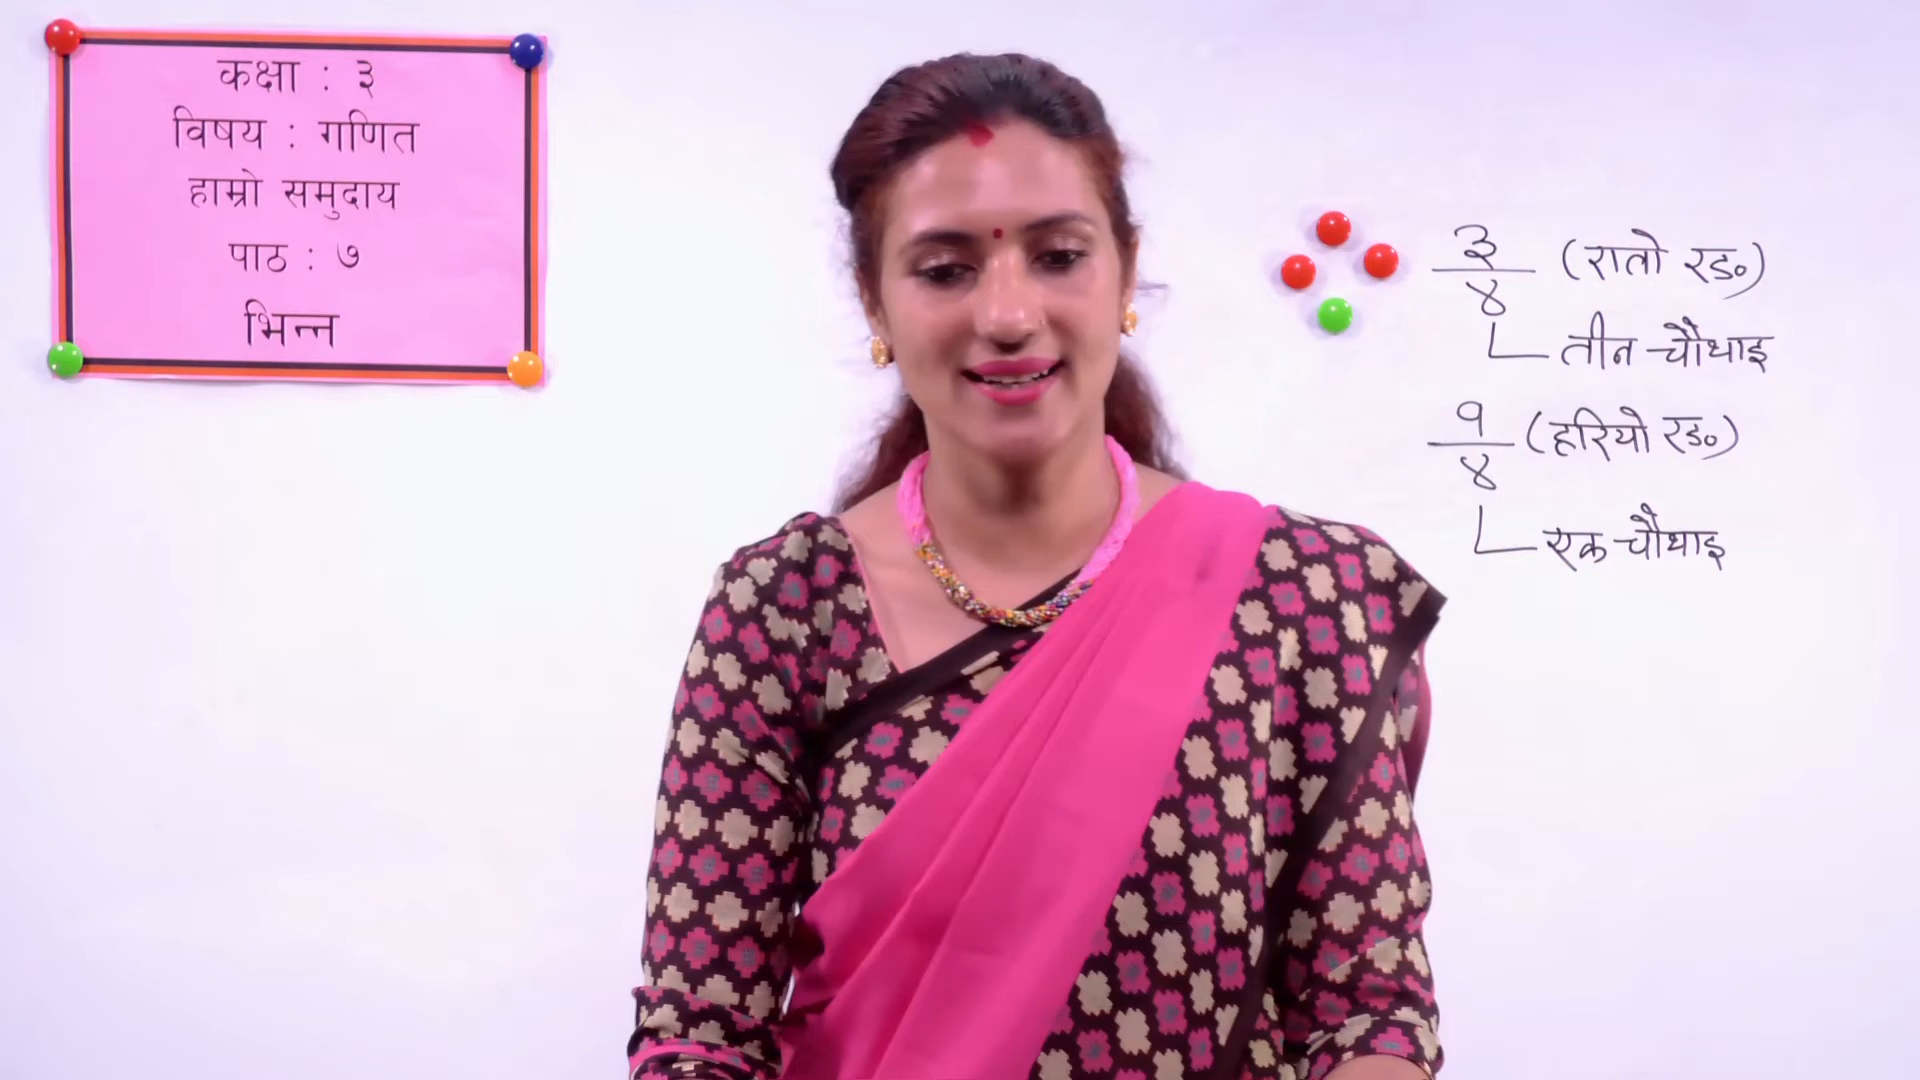 कक्षा : ३
विषय : गणित
हाम्रो समुदाय
पाठ : ७
भिन्न
३/४ (रातो रङ)
तीन चौथाइ
१/४ (हरियो रङ)
एक चौथाइ